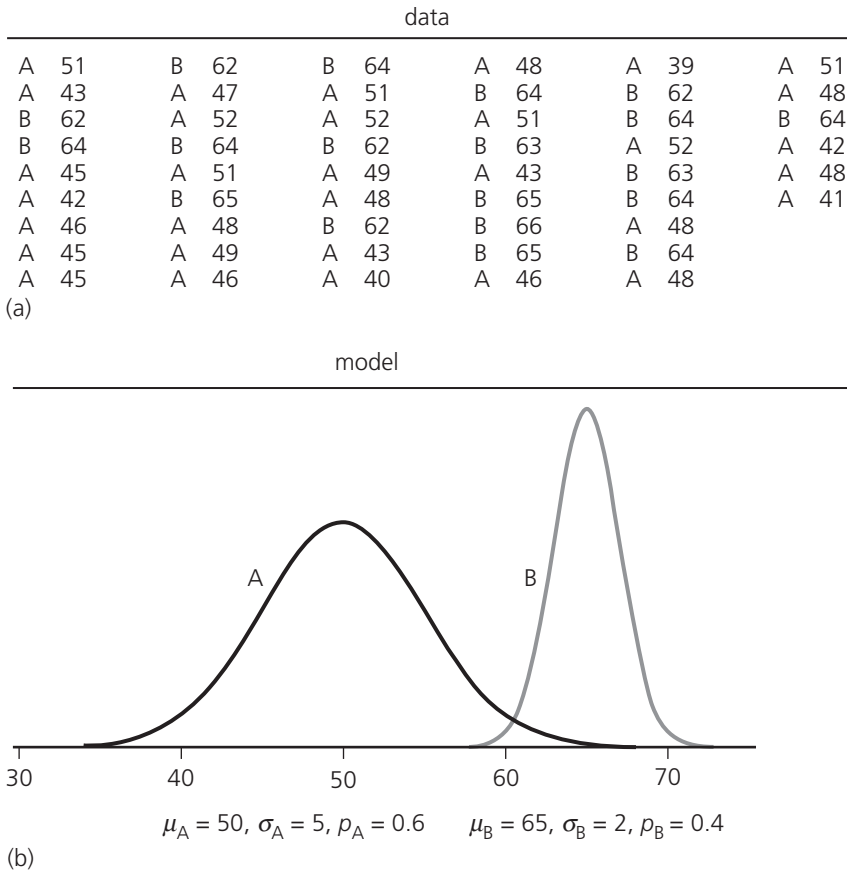 data
A 51 B 62 B 64 A 48 A 39 A 51
A 43 A 47 A 51 B 64 B 62 A 48
B 62 A 52 A 52 A 51 B 64 B 64
B 64 B 64 B 62 B 63 A 52 A 42
A 45 A 51 A 49 A 43 B 63 A 48
A 42 B 65 A 48 B 65 B 64 A 41
A 46 A 48 B 62 B 66 A 48
A 45 A 49 A 43 B 65 B 64
A 45 A 46 A 40 A 46 A 48
(a)
model
A B
30 40 50 60 70
μA = 50, σA = 5, pA = 0.6 μB = 65, σB = 2, pB = 0.4
(b)